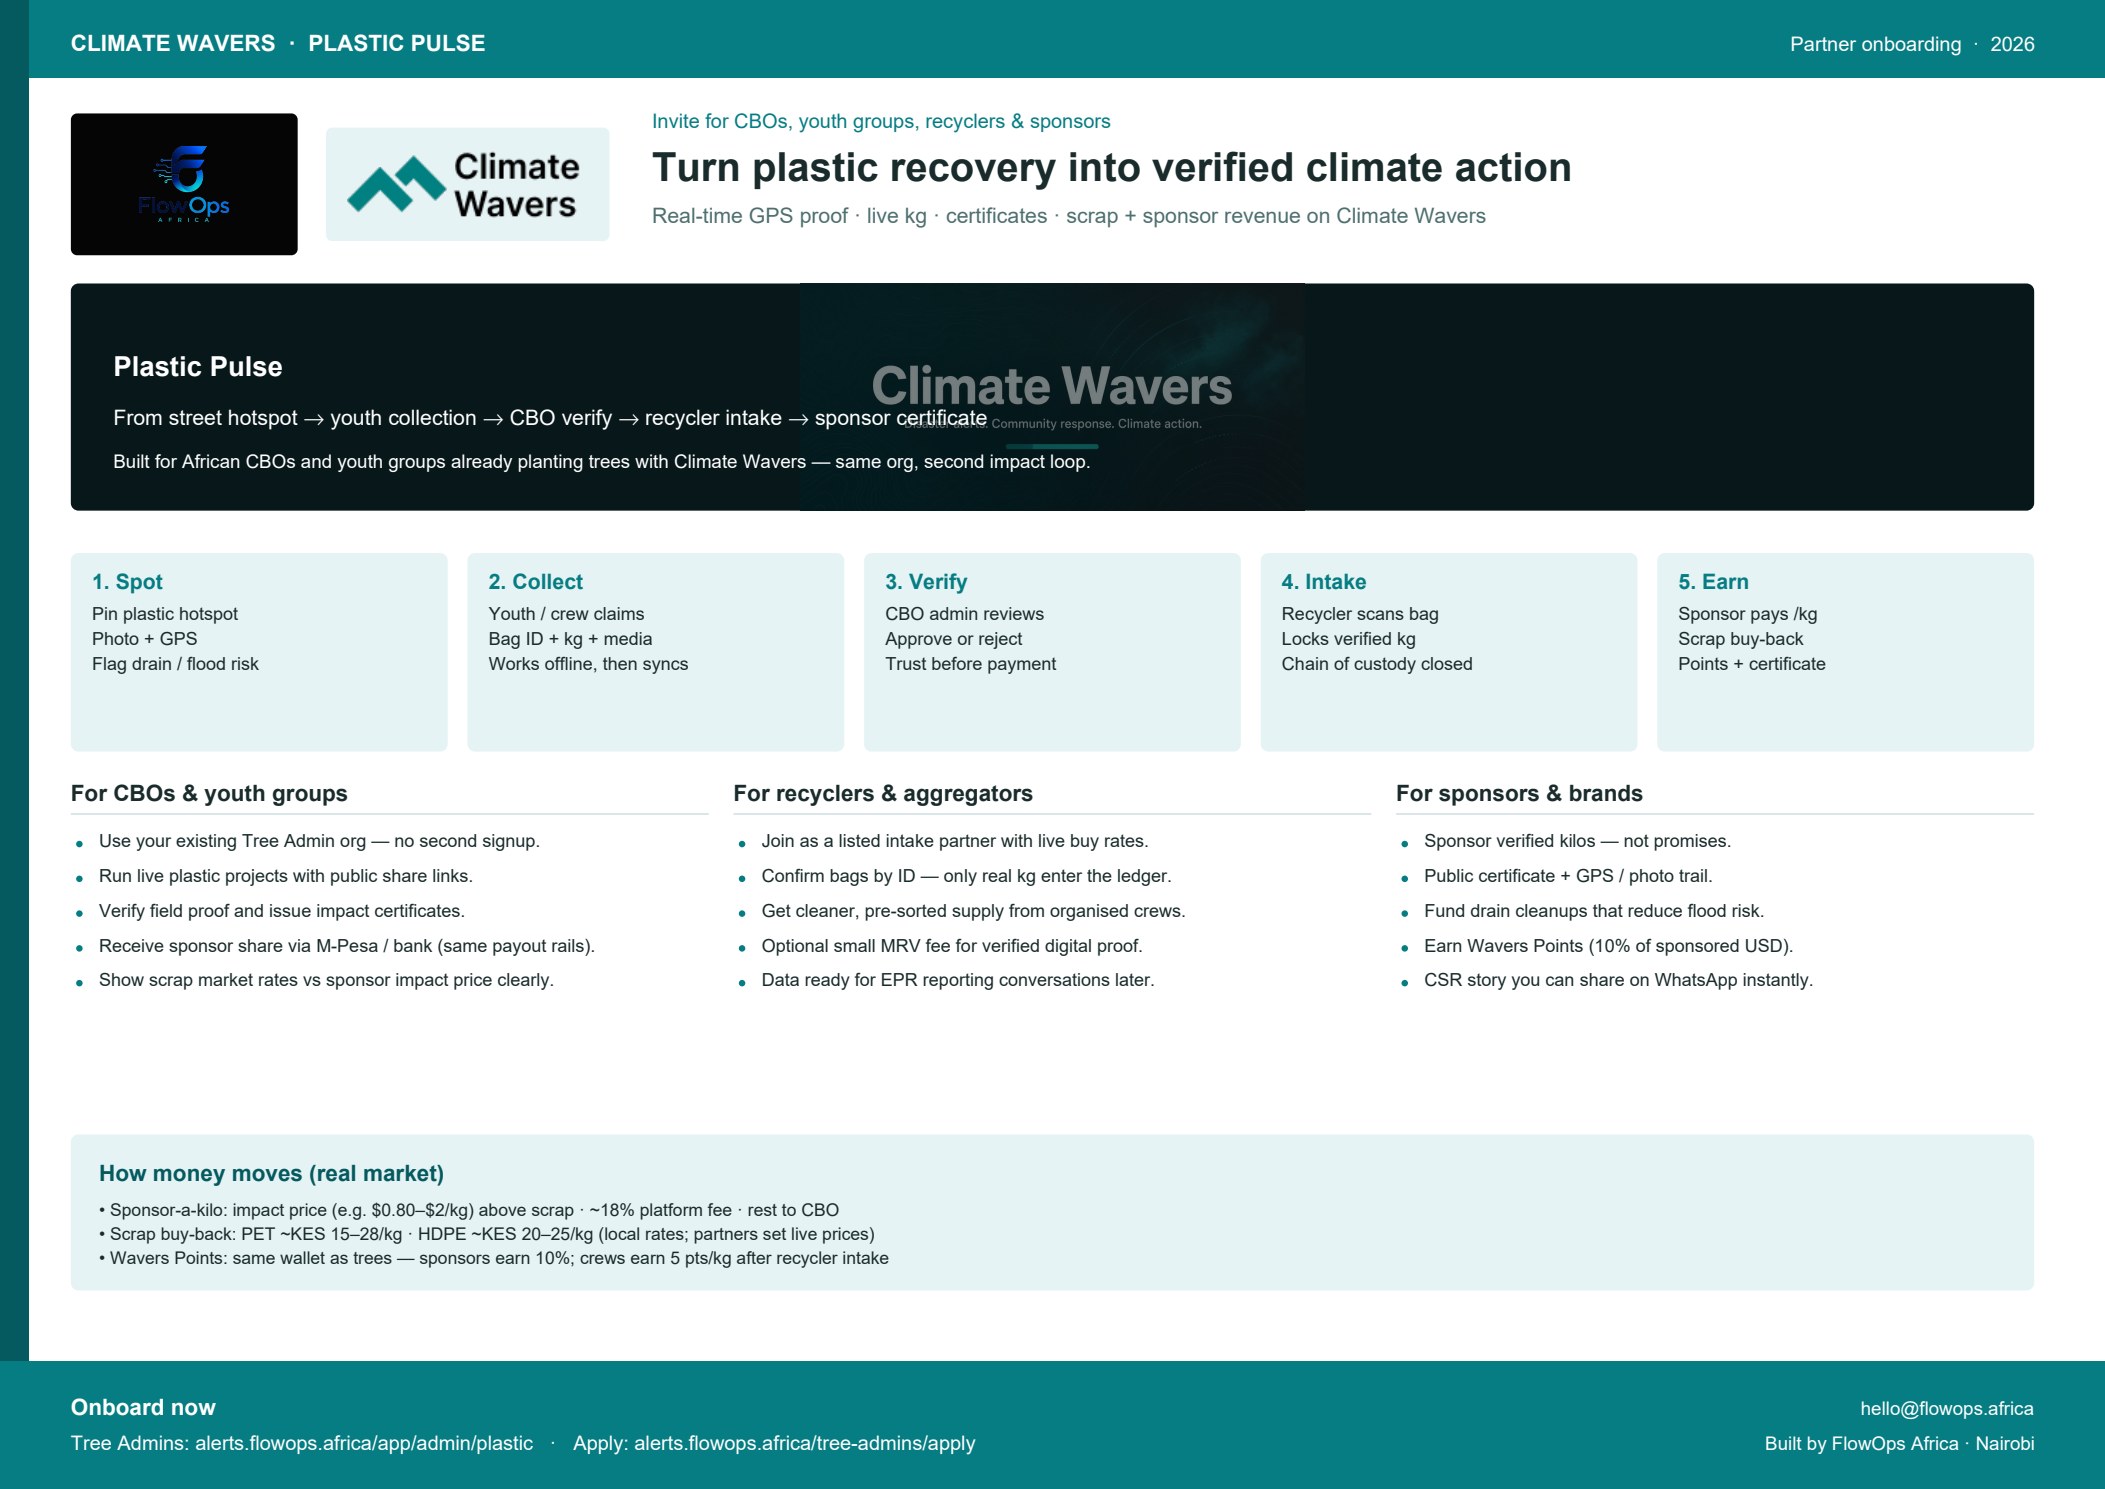 CLIMATE WAVERS · PLASTIC PULSE
Partner onboarding · 2026
FlowOps
AFRICA
Climate
Wavers
Invite for CBOs, youth groups, recyclers & sponsors
Turn plastic recovery into verified climate action
Real-time GPS proof · live kg · certificates · scrap + sponsor revenue on Climate Wavers
Plastic Pulse
From street hotspot → youth collection → CBO verify → recycler intake → sponsor certificate
Built for African CBOs and youth groups already planting trees with Climate Wavers — same org, second impact loop.
Climate Wavers
Disaster alerts. Community response. Climate action.
1. Spot
Pin plastic hotspot
Photo + GPS
Flag drain / flood risk
2. Collect
Youth / crew claims
Bag ID + kg + media
Works offline, then syncs
3. Verify
CBO admin reviews
Approve or reject
Trust before payment
4. Intake
Recycler scans bag
Locks verified kg
Chain of custody closed
5. Earn
Sponsor pays /kg
Scrap buy-back
Points + certificate
For CBOs & youth groups
• Use your existing Tree Admin org — no second signup.
• Run live plastic projects with public share links.
• Verify field proof and issue impact certificates.
• Receive sponsor share via M-Pesa / bank (same payout rails).
• Show scrap market rates vs sponsor impact price clearly.
For recyclers & aggregators
• Join as a listed intake partner with live buy rates.
• Confirm bags by ID — only real kg enter the ledger.
• Get cleaner, pre-sorted supply from organised crews.
• Optional small MRV fee for verified digital proof.
• Data ready for EPR reporting conversations later.
For sponsors & brands
• Sponsor verified kilos — not promises.
• Public certificate + GPS / photo trail.
• Fund drain cleanups that reduce flood risk.
• Earn Wavers Points (10% of sponsored USD).
• CSR story you can share on WhatsApp instantly.
How money moves (real market)
• Sponsor-a-kilo: impact price (e.g. $0.80–$2/kg) above scrap · ~18% platform fee · rest to CBO
• Scrap buy-back: PET ~KES 15–28/kg · HDPE ~KES 20–25/kg (local rates; partners set live prices)
• Wavers Points: same wallet as trees — sponsors earn 10%; crews earn 5 pts/kg after recycler intake
Onboard now
Tree Admins: alerts.flowops.africa/app/admin/plastic · Apply: alerts.flowops.africa/tree-admins/apply
hello@flowops.africa
Built by FlowOps Africa · Nairobi